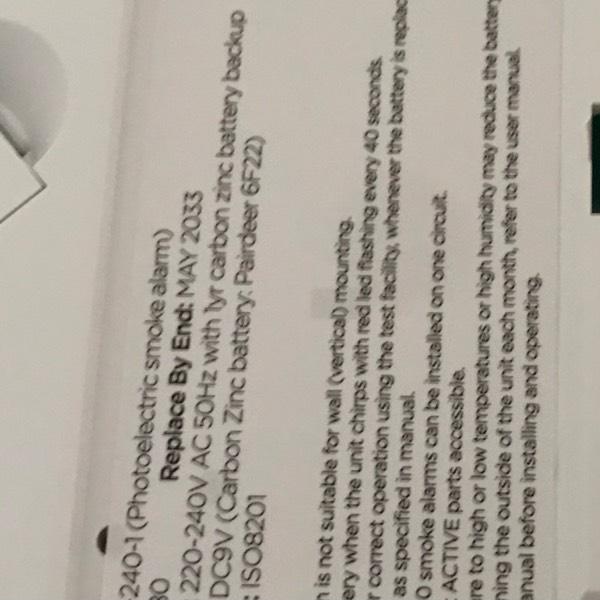 240-1 (Photoelectric smoke alarm)
Replace By End: MAY 2033
220-240V AC 50Hz with 1yr carbon zinc battery backup
DC9V (Carbon Zinc battery: Pairdeer 6F22)
: ISO8201
is not suitable for wall (vertical) mounting.
ery when the unit chirps with red led flashing every 40 seconds.
r correct operation using the test facility, whenever the battery is replac
as specified in manual.
0 smoke alarms can be installed on one circuit.
ACTIVE parts accessible.
re to high or low temperatures or high humidity may reduce the battery
ning the outside of the unit each month, refer to the user manual.
anual before installing and operating.